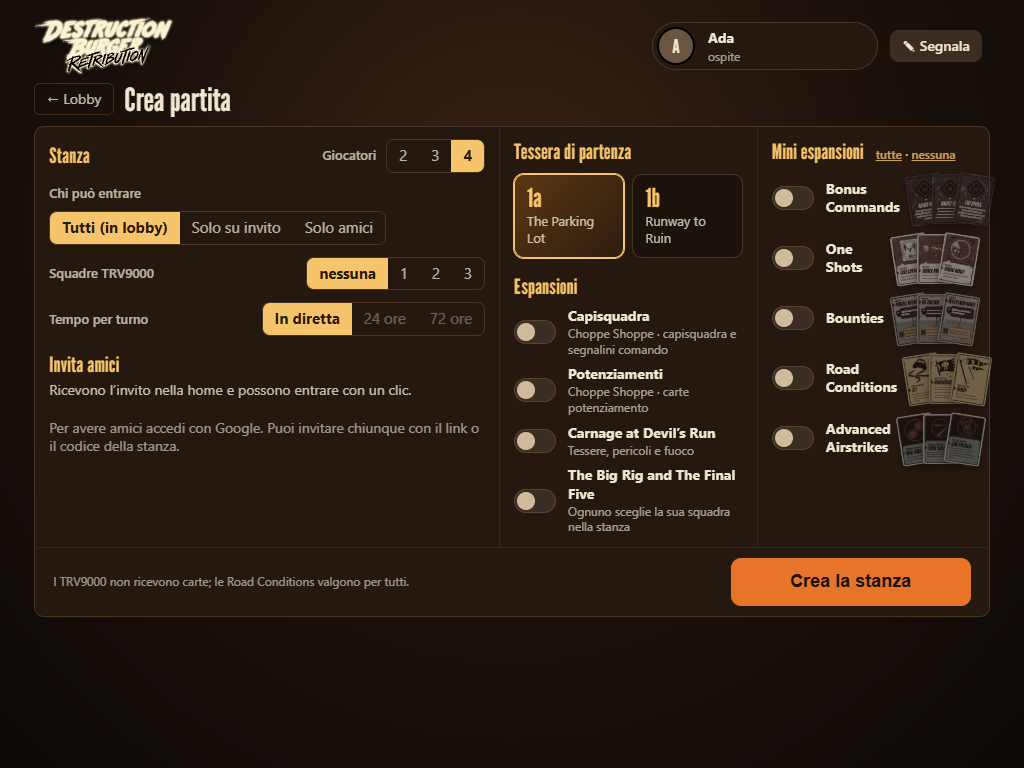 DESTRUCTION
BURGER
RETRIBUTION
A
Ada
ospite
✎ Segnala
← Lobby
Crea partita
Stanza
Giocatori
2 3 4
Chi può entrare
Tutti (in lobby) Solo su invito Solo amici
Squadre TRV9000
nessuna 1 2 3
Tempo per turno
In diretta 24 ore 72 ore
Invita amici
Ricevono l’invito nella home e possono entrare con un clic.
Per avere amici accedi con Google. Puoi invitare chiunque con il link o
il codice della stanza.
Tessera di partenza
1a
The Parking
Lot
1b
Runway to
Ruin
Espansioni
Capisquadra
Choppe Shoppe · capisquadra e
segnalini comando
Potenziamenti
Choppe Shoppe · carte
potenziamento
Carnage at Devil’s Run
Tessere, pericoli e fuoco
The Big Rig and The Final
Five
Ognuno sceglie la sua squadra
nella stanza
Mini espansioni
tutte · nessuna
Bonus
Commands
One
Shots
Bounties
Road
Conditions
Advanced
Airstrikes
I TRV9000 non ricevono carte; le Road Conditions valgono per tutti.
Crea la stanza